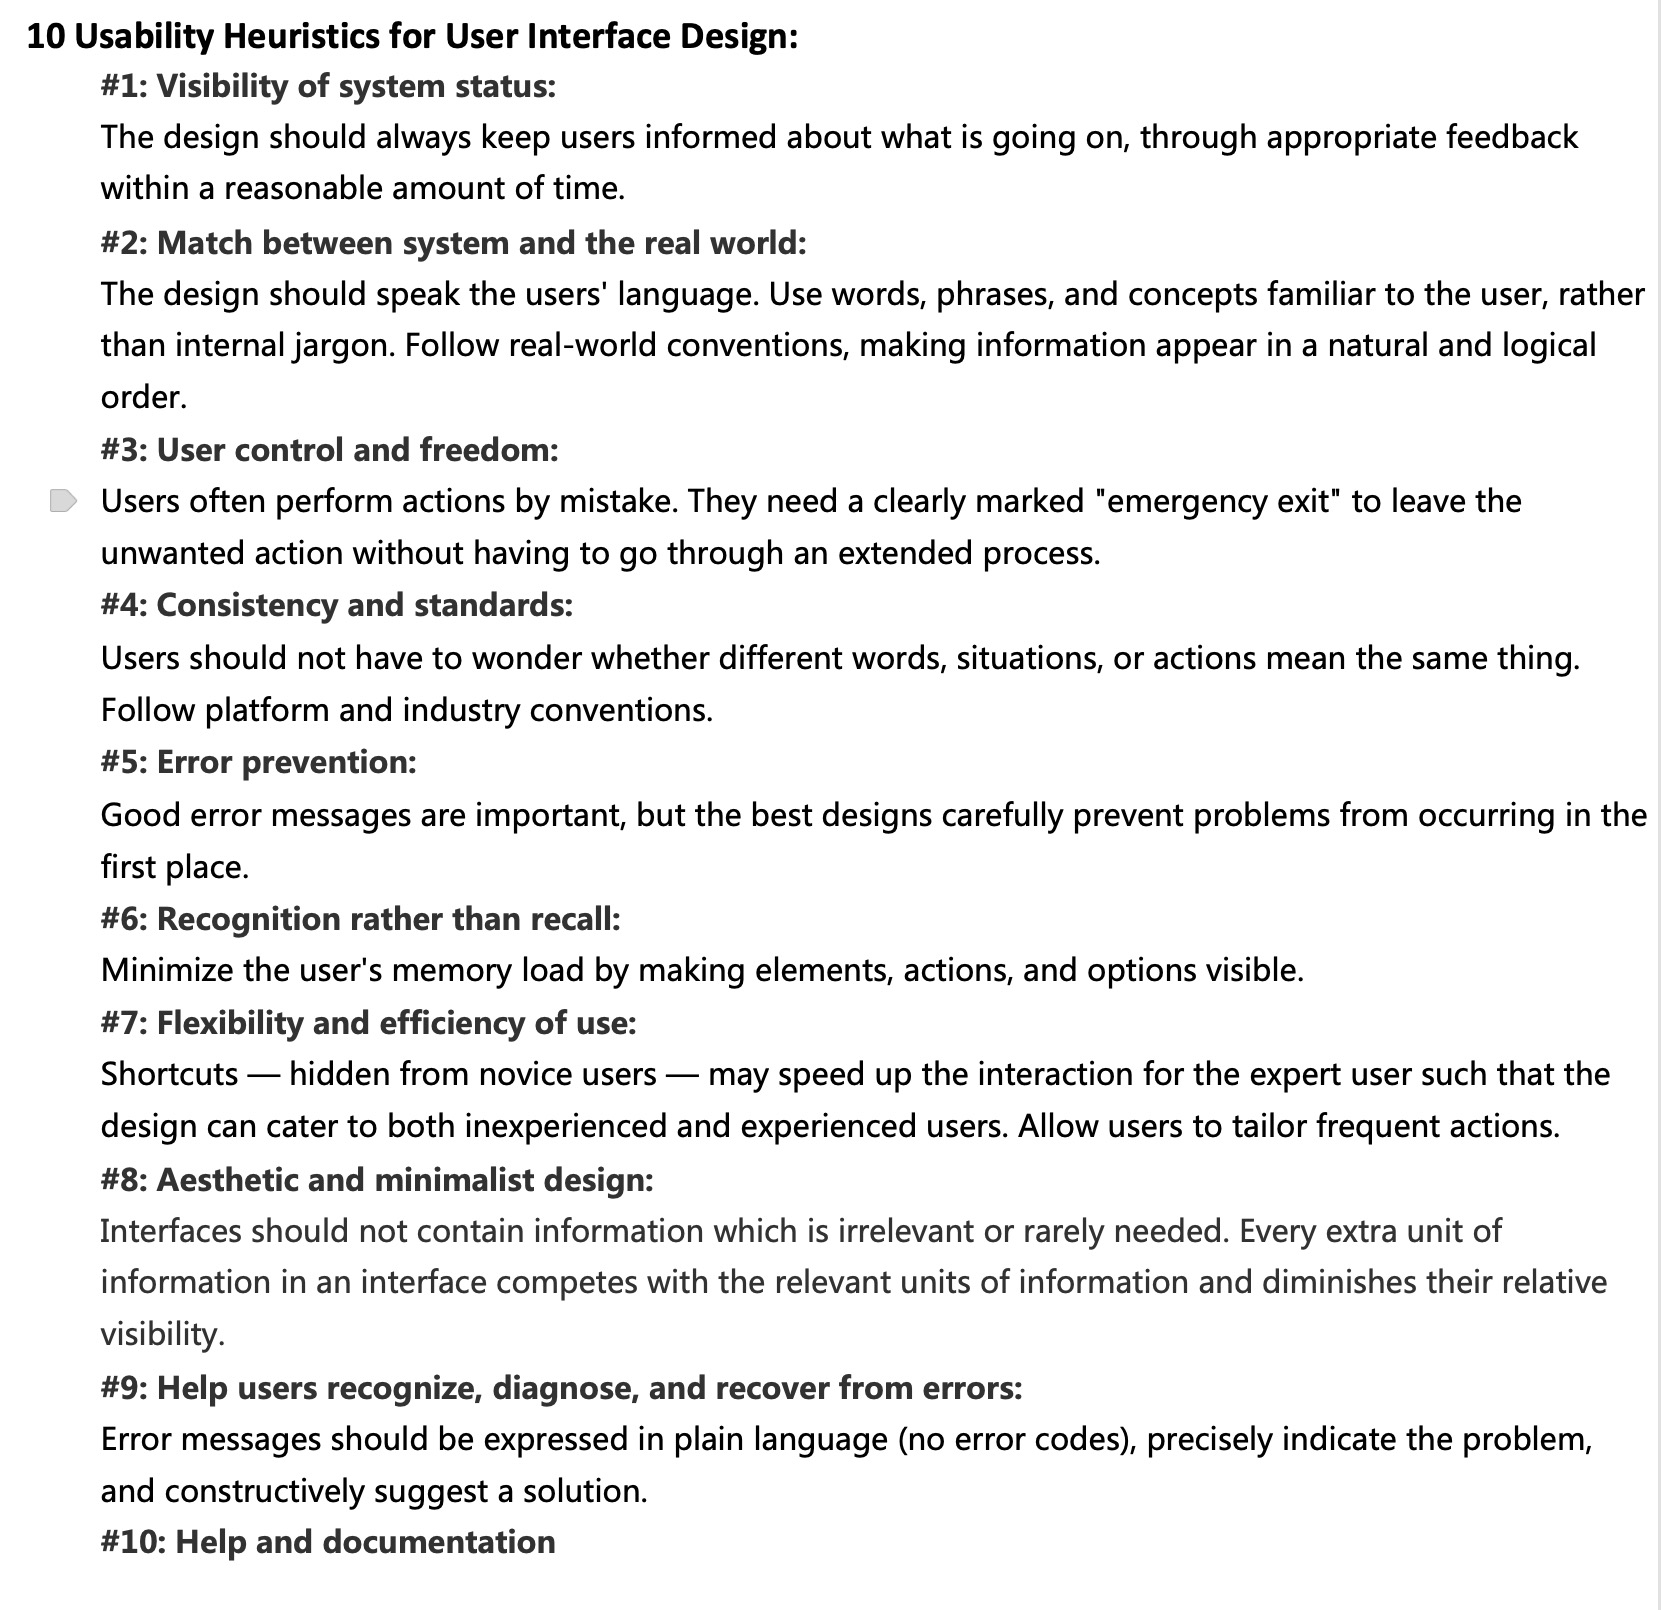 10 Usability Heuristics for User Interface Design:
#1: Visibility of system status:
The design should always keep users informed about what is going on, through appropriate feedback
within a reasonable amount of time.
#2: Match between system and the real world:
The design should speak the users' language. Use words, phrases, and concepts familiar to the user, rather
than internal jargon. Follow real-world conventions, making information appear in a natural and logical
order.
#3: User control and freedom:
Users often perform actions by mistake. They need a clearly marked "emergency exit" to leave the
unwanted action without having to go through an extended process.
#4: Consistency and standards:
Users should not have to wonder whether different words, situations, or actions mean the same thing.
Follow platform and industry conventions.
#5: Error prevention:
Good error messages are important, but the best designs carefully prevent problems from occurring in the
first place.
#6: Recognition rather than recall:
Minimize the user's memory load by making elements, actions, and options visible.
#7: Flexibility and efficiency of use:
Shortcuts — hidden from novice users — may speed up the interaction for the expert user such that the
design can cater to both inexperienced and experienced users. Allow users to tailor frequent actions.
#8: Aesthetic and minimalist design:
Interfaces should not contain information which is irrelevant or rarely needed. Every extra unit of
information in an interface competes with the relevant units of information and diminishes their relative
visibility.
#9: Help users recognize, diagnose, and recover from errors:
Error messages should be expressed in plain language (no error codes), precisely indicate the problem,
and constructively suggest a solution.
#10: Help and documentation